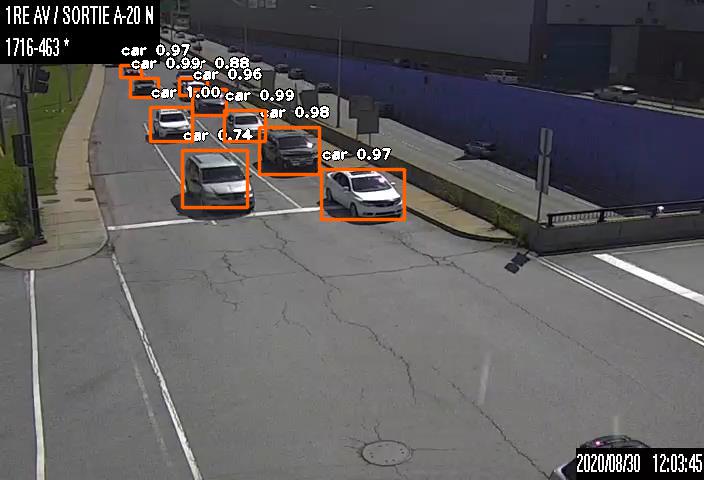 1RE AV / SORTIE A-20 N
1716-463 *
car 0.97
car 0.99
0.88
car 0.96
car 1.00
car 0.99
car 0.98
car 0.74
car 0.97
2020/08/30 12:03:45